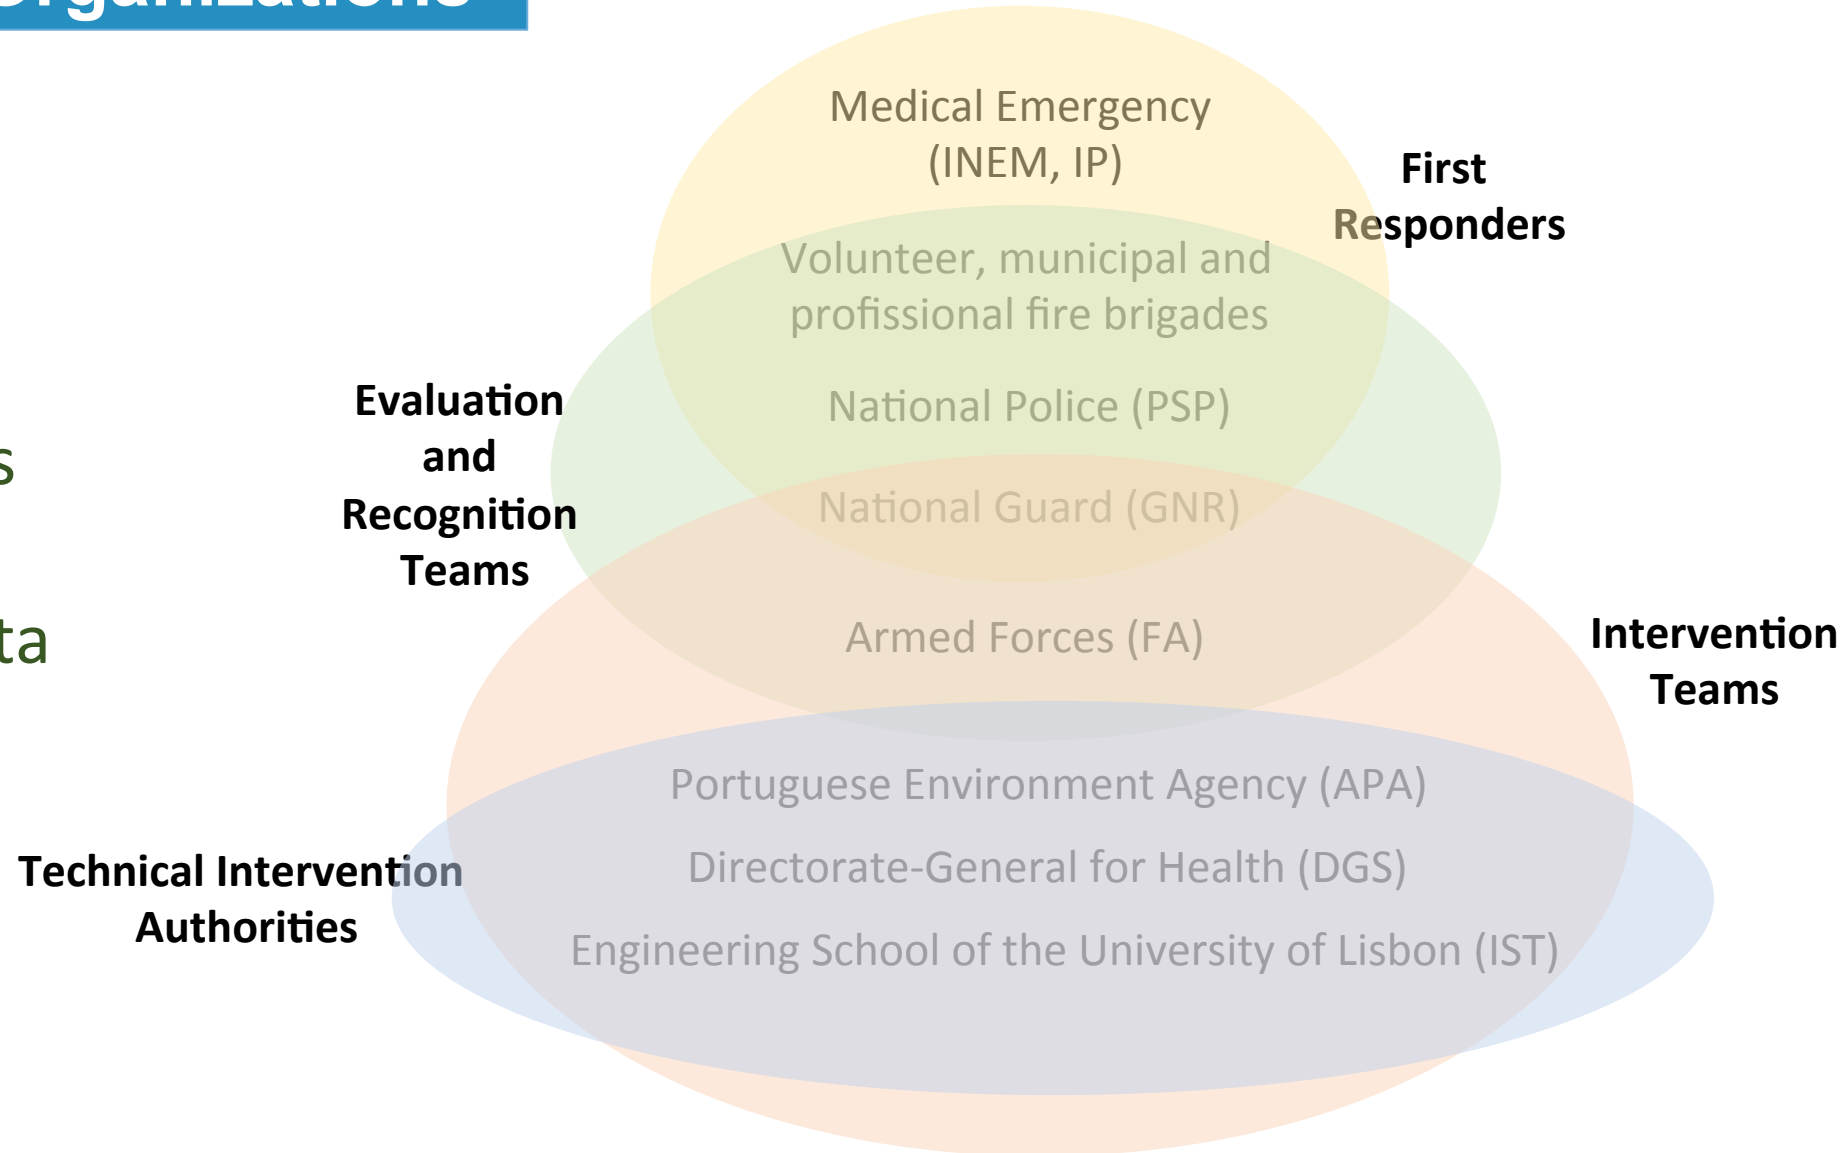 Organizations
Medical Emergency
(INEM, IP)
First
Responders
Volunteer, municipal and
profissional fire brigades
Evaluation
and
Recognition
Teams
National Police (PSP)
National Guard (GNR)
s
ta
Armed Forces (FA)
Intervention
Teams
Portuguese Environment Agency (APA)
Technical Intervention
Authorities
Directorate-General for Health (DGS)
Engineering School of the University of Lisbon (IST)